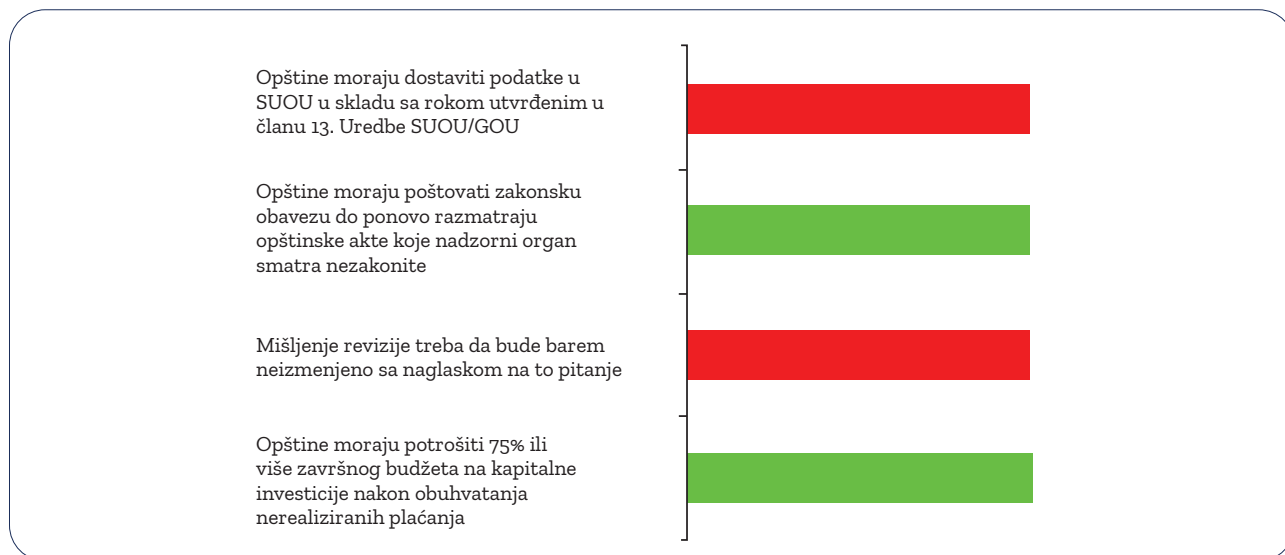 Opštine moraju dostaviti podatke u
SUOU u skladu sa rokom utvrđenim u
članu 13. Uredbe SUOU/GOU
Opštine moraju poštovati zakonsku
obavezu do ponovo razmatraju
opštinske akte koje nadzorni organ
smatra nezakonite
Mišljenje revizije treba da bude barem
neizmenjeno sa naglaskom na to pitanje
Opštine moraju potrošiti 75% ili
više završnog budžeta na kapitalne
investicije nakon obuhvatanja
nerealiziranih plaćanja